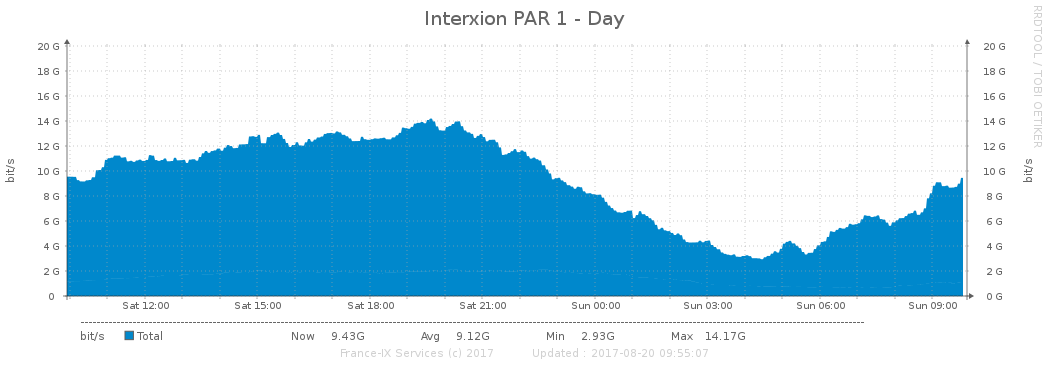 Interxion PAR 1 - Day
RRDTOOL / TOBI OETIKER
20 G 20 G
18 G 18 G
16 G 16 G
14 G 14 G
12 G 12 G
10 G 10 G
8 G 8 G
6 G 6 G
4 G 4 G
2 G 2 G
0 0 G
bit/s
bit/s
Sat 12:00 Sat 15:00 Sat 18:00 Sat 21:00 Sun 00:00 Sun 03:00 Sun 06:00 Sun 09:00
bit/s Total Now 9.43G Avg 9.12G Min 2.93G Max 14.17G
France-IX Services (c) 2017 Updated : 2017-08-20 09:55:07